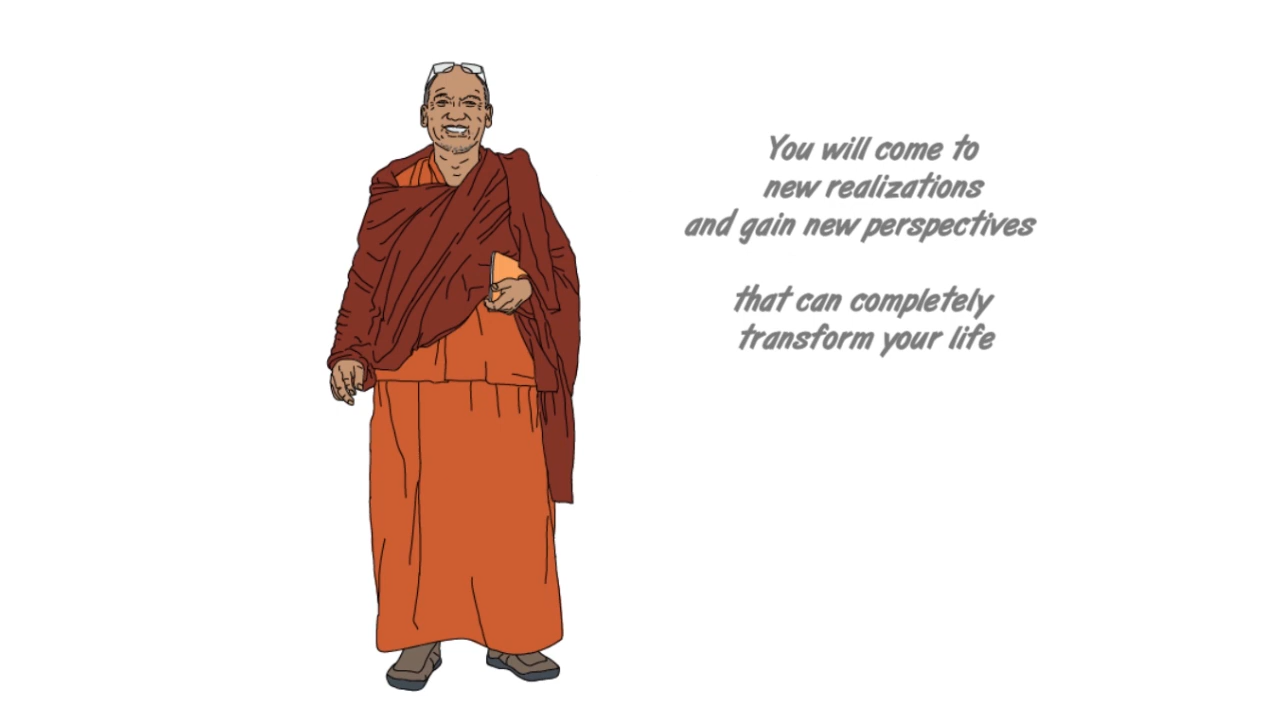 You will come to
new realizations
and gain new perspectives
that can completely
transform your life